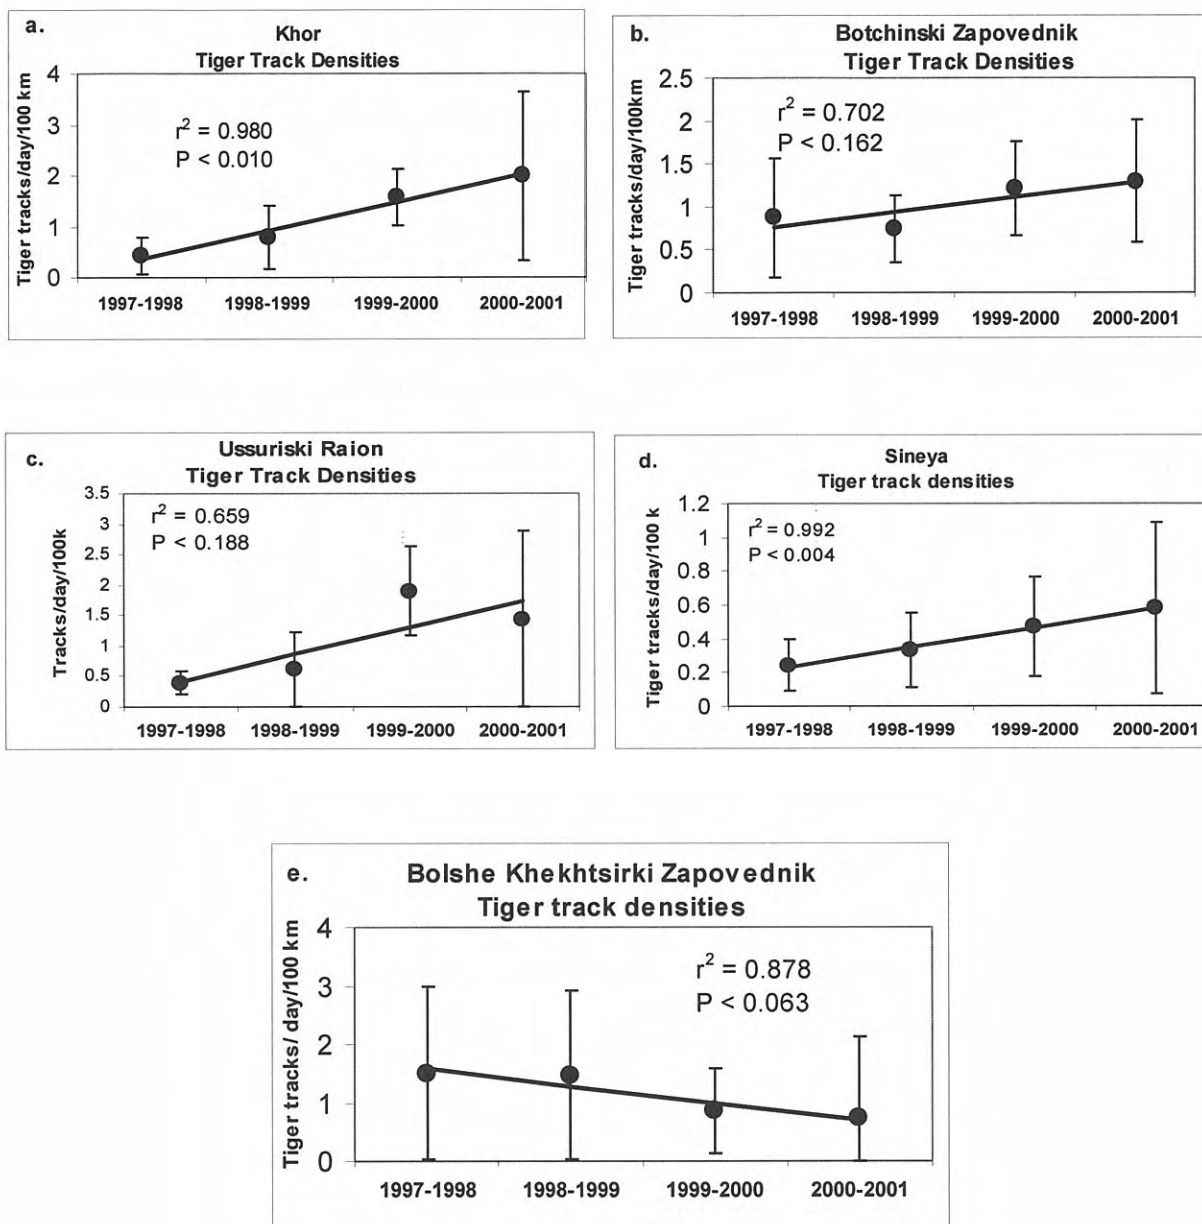 a.
Khor
Tiger Track Densities
Tiger tracks/day/100 km
4
3
2
1
0
r² = 0.980
P < 0.010
1997-1998 1998-1999 1999-2000 2000-2001
b.
Botchinski Zapovednik
Tiger Track Densities
Tiger tracks/day/100km
2.5
2
1.5
1
0.5
0
r² = 0.702
P < 0.162
1997-1998 1998-1999 1999-2000 2000-2001
c.
Ussuriski Raion
Tiger Track Densities
Tracks/day/100k
3.5
3
2.5
2
1.5
1
0.5
0
r² = 0.659
P < 0.188
1997-1998 1998-1999 1999-2000 2000-2001
d.
Sineya
Tiger track densities
Tiger tracks/day/100 k
1.2
1
0.8
0.6
0.4
0.2
0
r² = 0.992
P < 0.004
1997-1998 1998-1999 1999-2000 2000-2001
e.
Bolshe Khekhtsirki Zapovednik
Tiger track densities
Tiger tracks/ day/100 km
4
3
2
1
0
r² = 0.878
P < 0.063
1997-1998 1998-1999 1999-2000 2000-2001